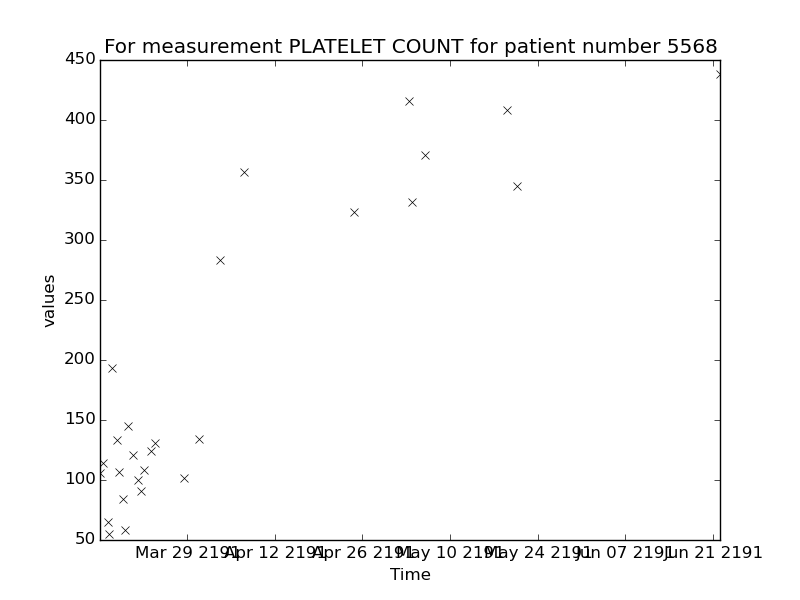 For measurement PLATELET COUNT for patient number 5568
450
400
350
300
250
200
150
100
50
values
Mar 29 2191 Apr 12 2191 Apr 26 2191 May 10 2191 May 24 2191 Jun 07 2191 Jun 21 2191
Time